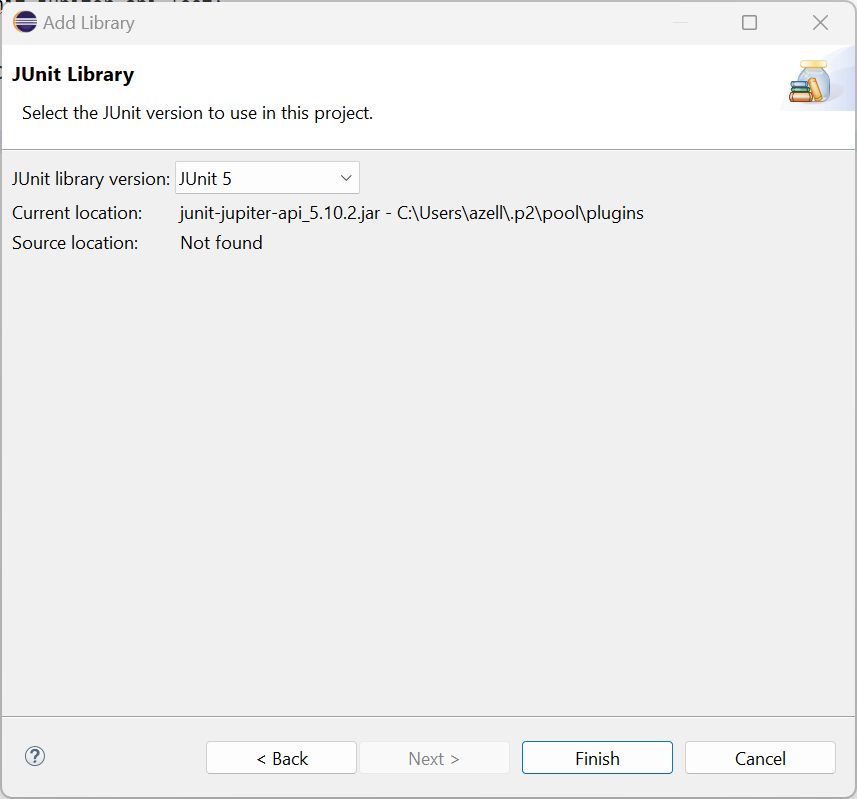 Add Library
JUnit Library
Select the JUnit version to use in this project.
JUnit library version: JUnit 5
Current location: junit-jupiter-api_5.10.2.jar - C:\Users\azell\.p2\pool\plugins
Source location: Not found
? < Back Next > Finish Cancel